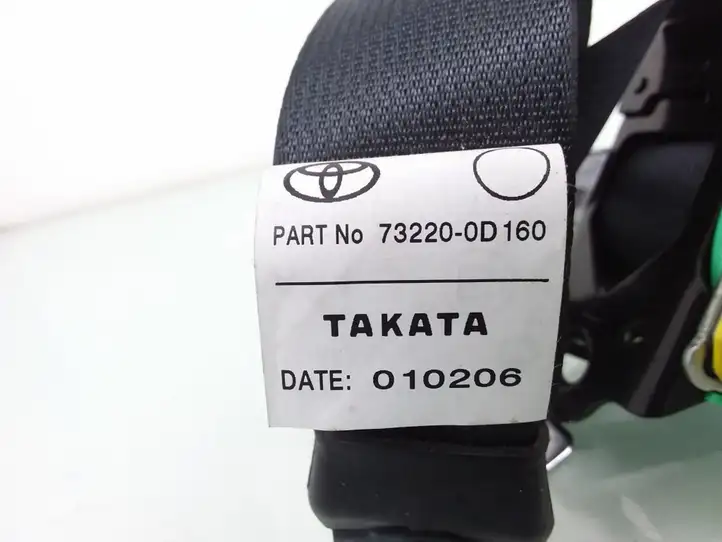 PART No 73220-0D160
TAKATA
DATE: 010206